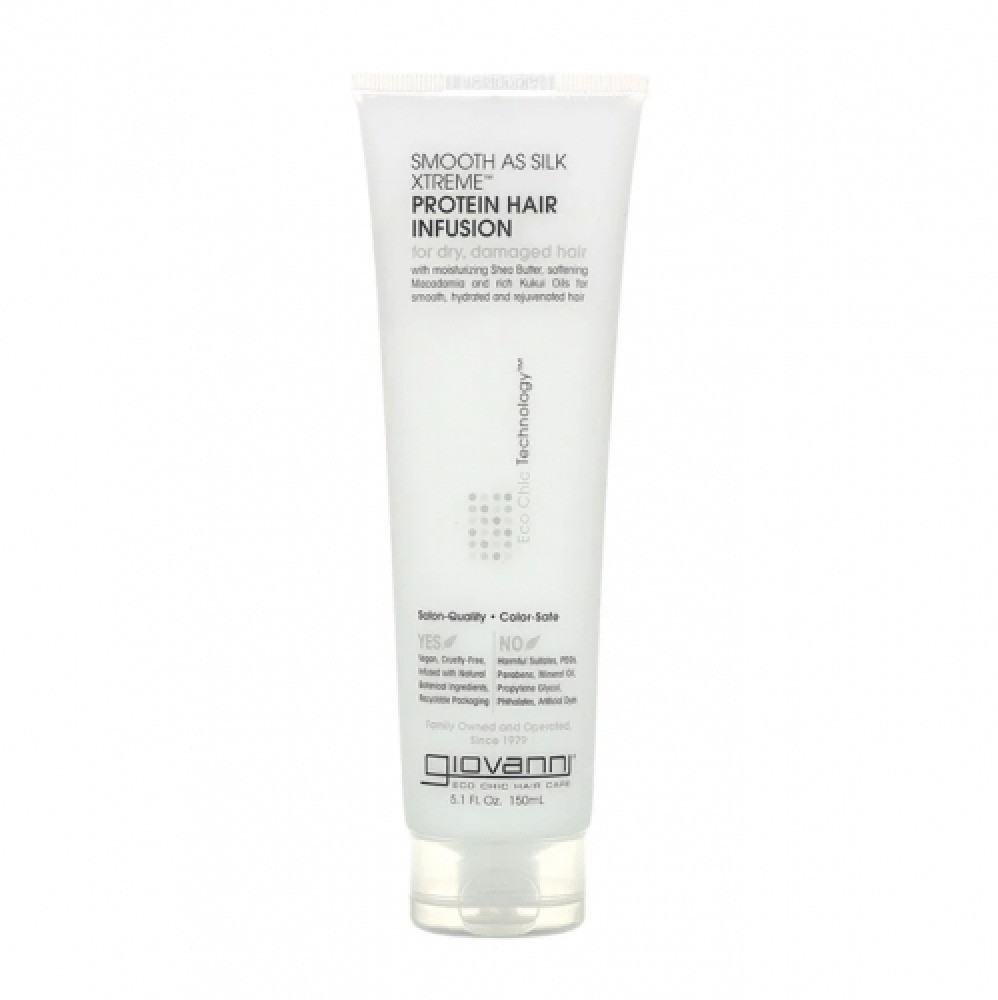 SMOOTH AS SILK
XTREME™
PROTEIN HAIR
INFUSION
for dry, damaged hair
with moisturizing Shea Butter, softening
Macadamia and rich Kukui Oils for
smooth, hydrated and rejuvenated hair
Eco Chic Technology™
Salon-Quality • Color-Safe
YES
Vegan, Cruelty-Free,
Infused with Natural
Botanical Ingredients,
Recyclable Packaging
NO
Harmful Sulfates, PEGs,
Parabens, Mineral Oil,
Propylene Glycol,
Phthalates, Artificial Dyes
Family Owned and Operated,
Since 1979
giovanni
ECO CHIC HAIR CARE
5.1 FL Oz. 150mL